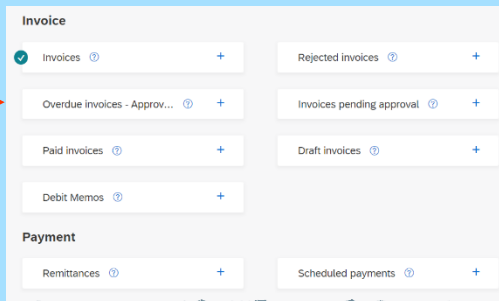 Invoice
Invoices
Rejected invoices
Overdue invoices - Approv...
Invoices pending approval
Paid invoices
Draft invoices
Debit Memos
Payment
Remittances
Scheduled payments